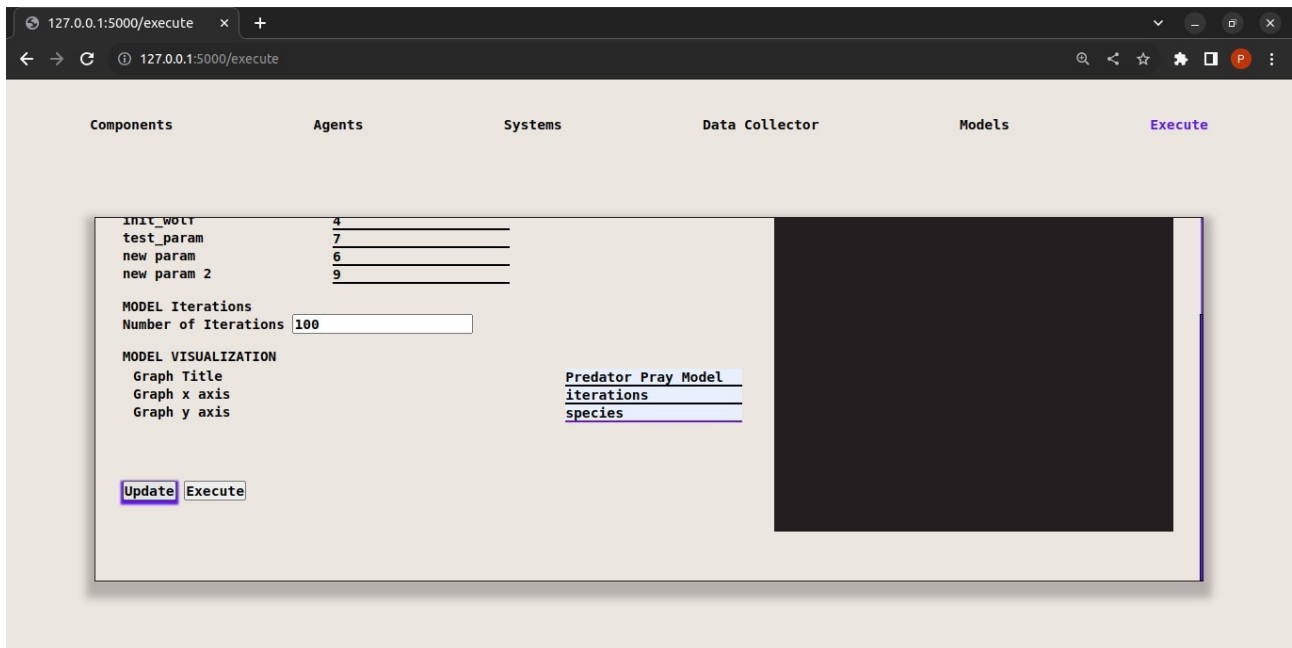 127.0.0.1:5000/execute
127.0.0.1:5000/execute
P
Components Agents Systems Data Collector Models Execute
init_wolf 4
test_param 7
new param 6
new param 2 9
MODEL Iterations
Number of Iterations 100
MODEL VISUALIZATION
Graph Title Predator Pray Model
Graph x axis iterations
Graph y axis species
Update Execute